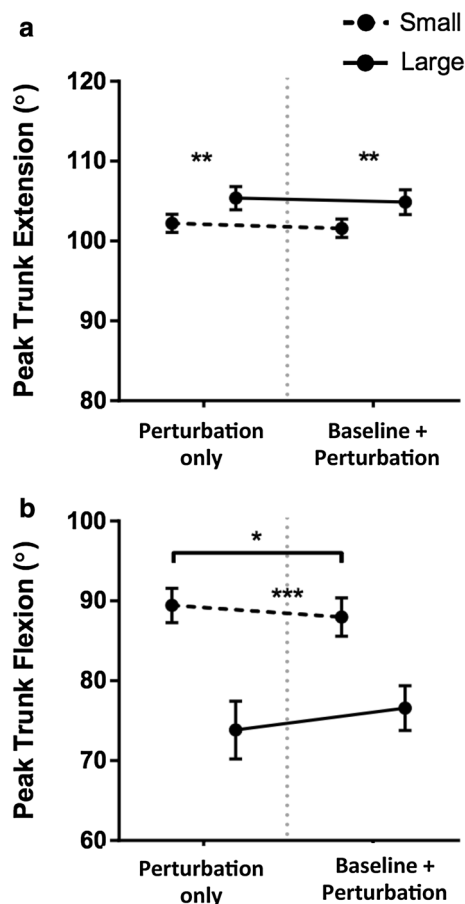 a
Small
Large
Peak Trunk Extension (°)
120
110
100
90
80
** **
Perturbation only
Baseline + Perturbation
b
Peak Trunk Flexion (°)
100
90
80
70
60
*
***
Perturbation only
Baseline + Perturbation